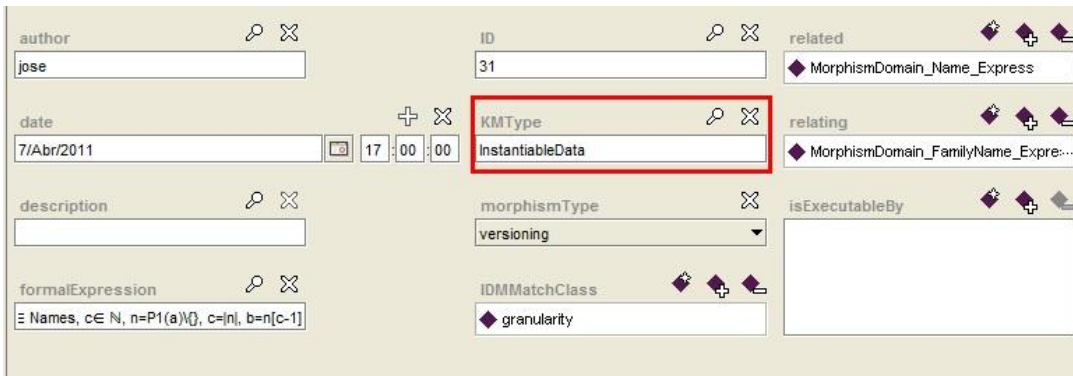 author
jose
ID
31
related
MorphismDomain_Name_Express
date
7/Abr/2011 17 : 00 : 00
KMType
InstantiableData
relating
MorphismDomain_FamilyName_Expre...
description
morphismType
versioning
isExecutableBy
formalExpression
Ξ Names, c∈ ℕ, n=P1(a)\{}, c=|n|, b=n[c-1]
IDMMatchClass
granularity